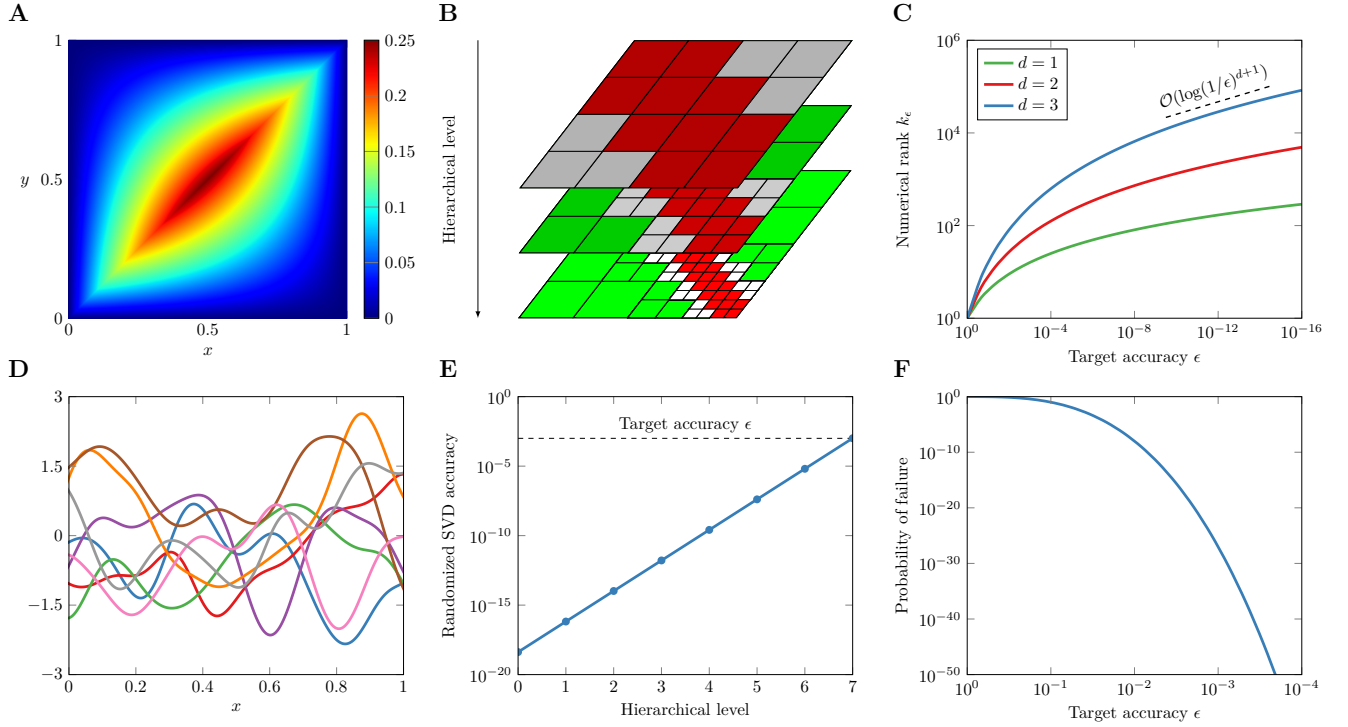 A
1
0.5
0
y
0
0.5
1
x
0.25
0.2
0.15
0.1
0.05
0
B
Hierarchical level
C
10^6
10^4
10^2
10^0
Numerical rank k_ϵ
d = 1
d = 2
d = 3
O(log(1/ϵ)^{d+1})
10^0
10^{-4}
10^{-8}
10^{-12}
10^{-16}
Target accuracy ϵ
D
3
1.5
0
−1.5
−3
0
0.2
0.4
0.6
0.8
1
x
E
10^0
10^{-5}
10^{-10}
10^{-15}
10^{-20}
Randomized SVD accuracy
Target accuracy ϵ
0
1
2
3
4
5
6
7
Hierarchical level
F
10^0
10^{-10}
10^{-20}
10^{-30}
10^{-40}
10^{-50}
Probability of failure
10^0
10^{-1}
10^{-2}
10^{-3}
10^{-4}
Target accuracy ϵ